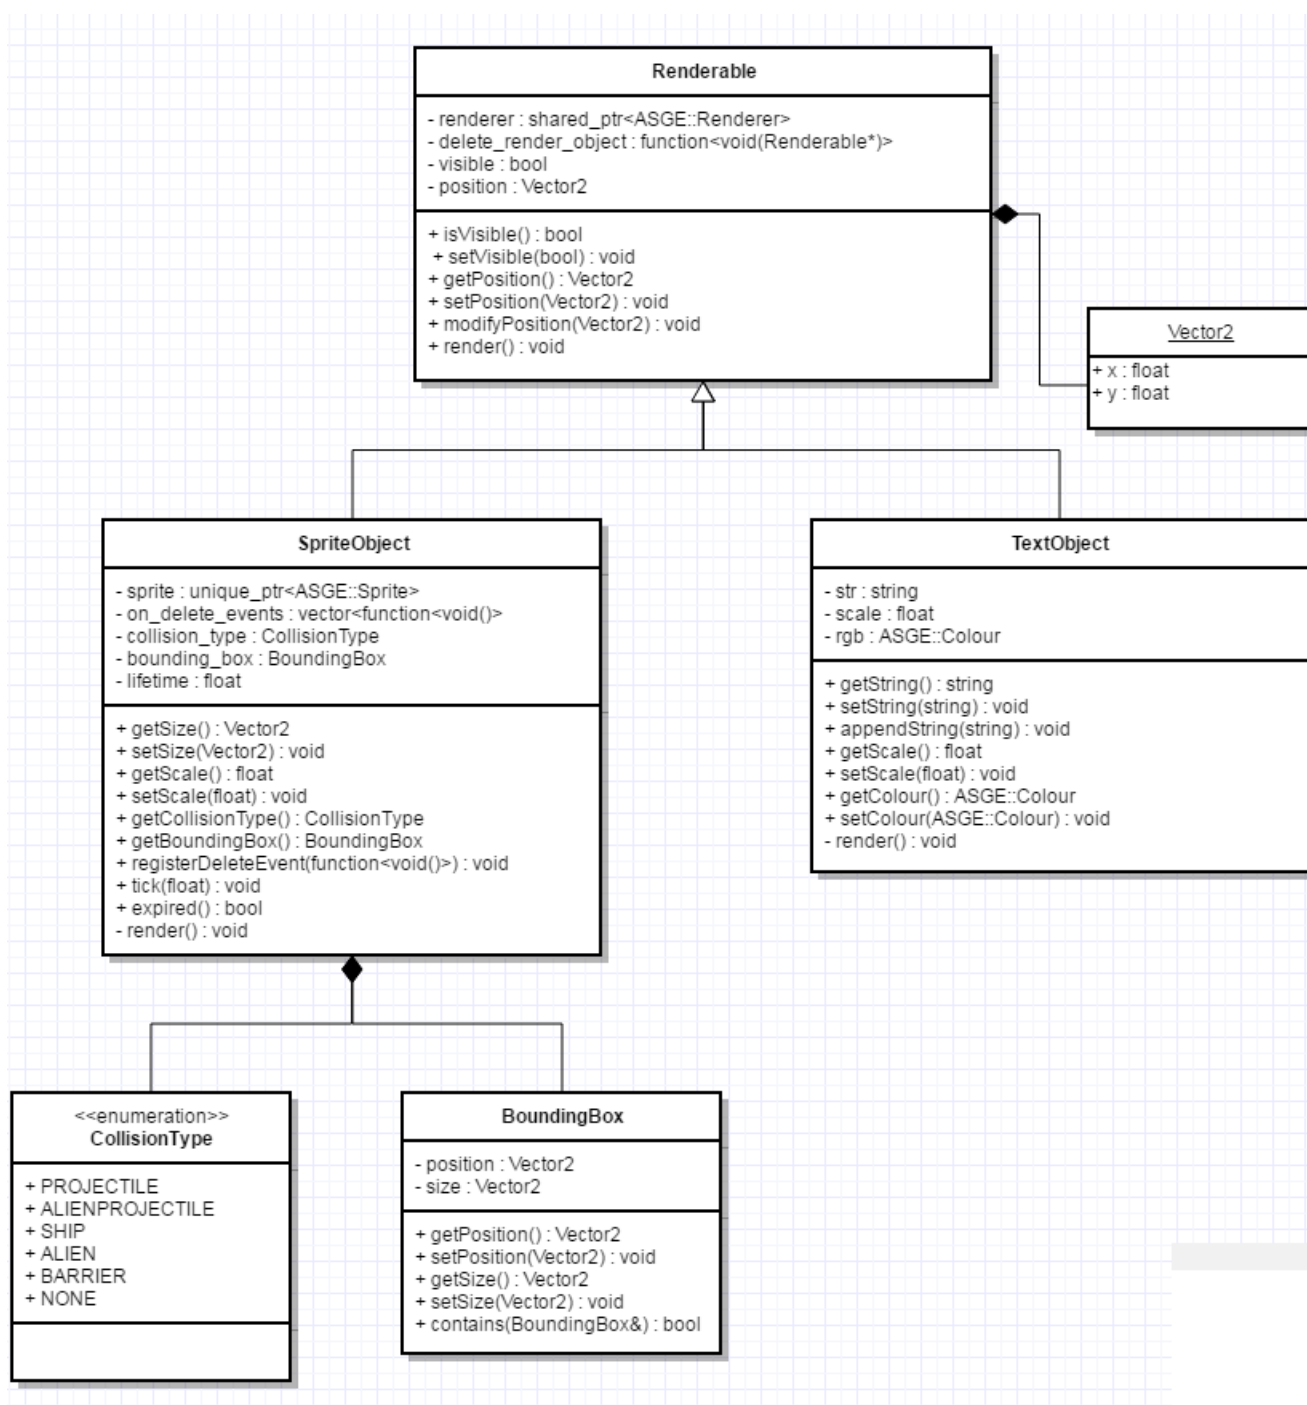 Renderable
- renderer : shared_ptr<ASGE::Renderer>
- delete_render_object : function<void(Renderable*)>
- visible : bool
- position : Vector2
+ isVisible() : bool
+ setVisible(bool) : void
+ getPosition() : Vector2
+ setPosition(Vector2) : void
+ modifyPosition(Vector2) : void
+ render() : void
Vector2
+ x : float
+ y : float
SpriteObject
- sprite : unique_ptr<ASGE::Sprite>
- on_delete_events : vector<function<void()>
- collision_type : CollisionType
- bounding_box : BoundingBox
- lifetime : float
+ getSize() : Vector2
+ setSize(Vector2) : void
+ getScale() : float
+ setScale(float) : void
+ getCollisionType() : CollisionType
+ getBoundingBox() : BoundingBox
+ registerDeleteEvent(function<void()>) : void
+ tick(float) : void
+ expired() : bool
- render() : void
TextObject
- str : string
- scale : float
- rgb : ASGE::Colour
+ getString() : string
+ setString(string) : void
+ appendString(string) : void
+ getScale() : float
+ setScale(float) : void
+ getColour() : ASGE::Colour
+ setColour(ASGE::Colour) : void
- render() : void
<<enumeration>>
CollisionType
+ PROJECTILE
+ ALIENPROJECTILE
+ SHIP
+ ALIEN
+ BARRIER
+ NONE
BoundingBox
- position : Vector2
- size : Vector2
+ getPosition() : Vector2
+ setPosition(Vector2) : void
+ getSize() : Vector2
+ setSize(Vector2) : void
+ contains(BoundingBox&) : bool